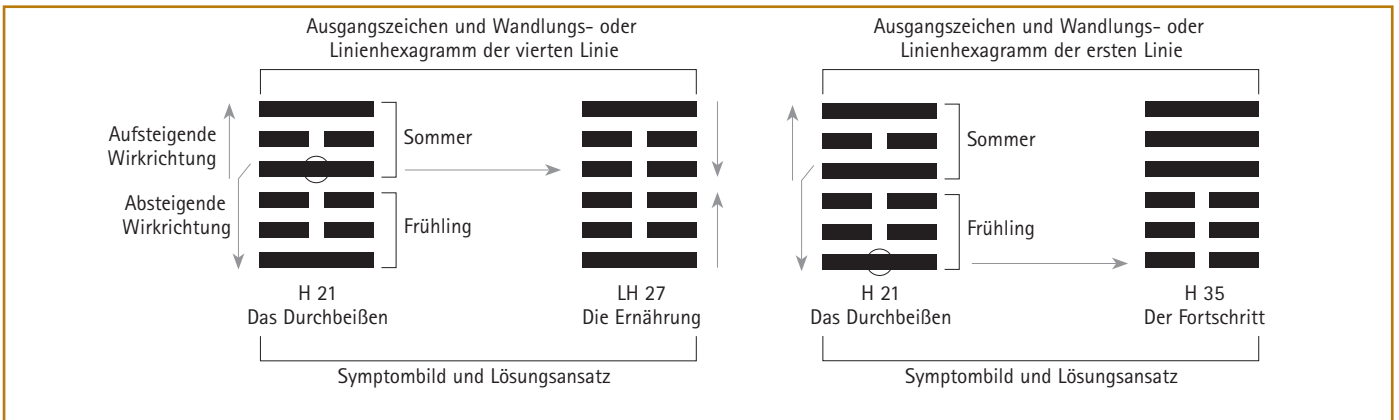 Ausgangszeichen und Wandlungs- oder
Linienhexagramm der vierten Linie
Aufsteigende
Wirkrichtung
Absteigende
Wirkrichtung
Sommer
Frühling
H 21
Das Durchbeißen
LH 27
Die Ernährung
Symptombild und Lösungsansatz
Ausgangszeichen und Wandlungs- oder
Linienhexagramm der ersten Linie
Sommer
Frühling
H 21
Das Durchbeißen
H 35
Der Fortschritt
Symptombild und Lösungsansatz